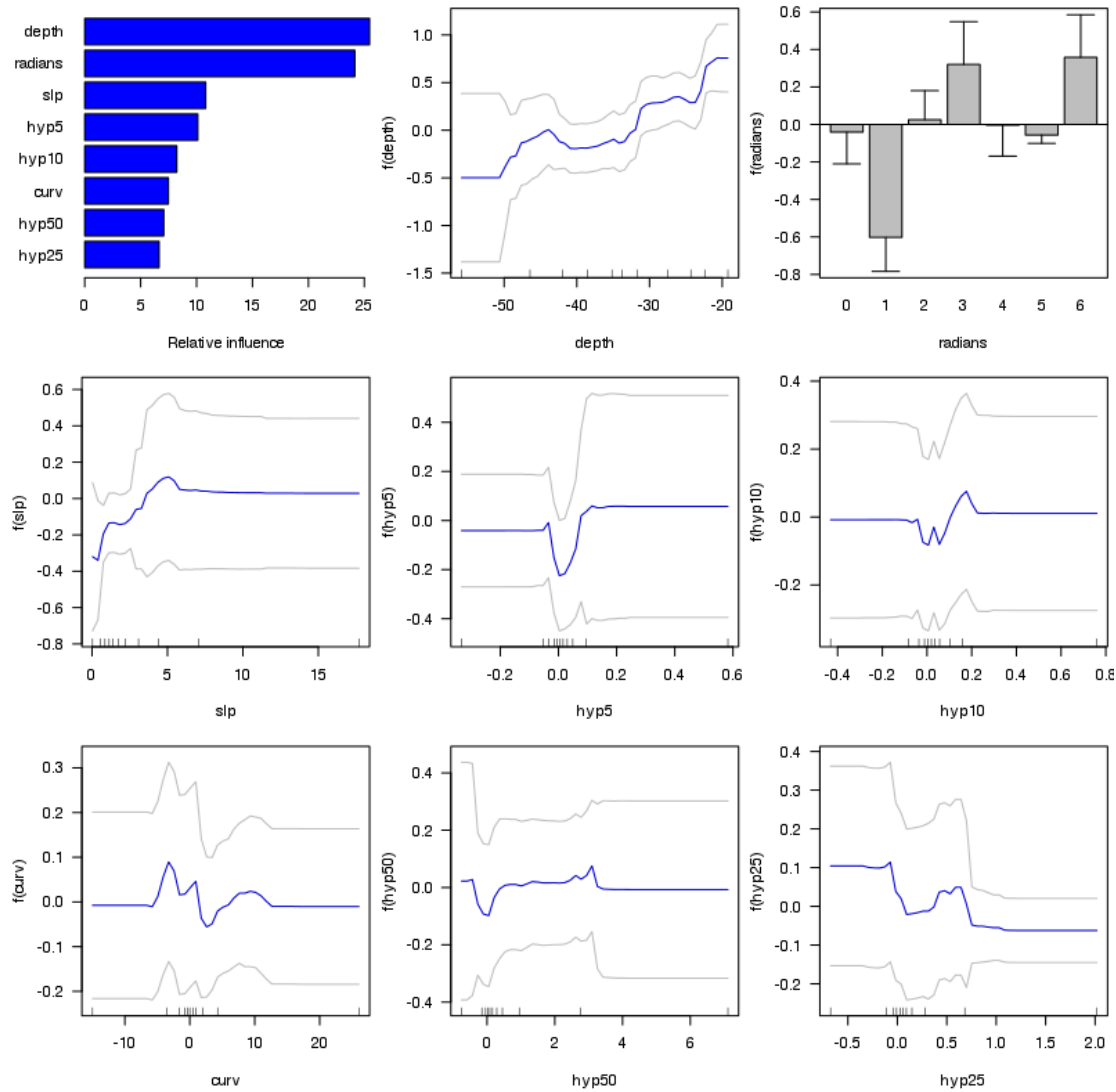 depth
radians
slp
hyp5
hyp10
curv
hyp50
hyp25
0 5 10 15 20 25
Relative influence
f(depth)
1.0
0.5
0.0
-0.5
-1.0
-1.5
-50 -40 -30 -20
depth
f(radians)
0.6
0.4
0.2
0.0
-0.2
-0.4
-0.6
-0.8
0 1 2 3 4 5 6
radians
f(slp)
0.6
0.4
0.2
0.0
-0.2
-0.4
-0.6
-0.8
0 5 10 15
slp
f(hyp5)
0.4
0.2
0.0
-0.2
-0.4
-0.2 0.0 0.2 0.4 0.6
hyp5
f(hyp10)
0.4
0.2
0.0
-0.2
-0.4 -0.2 0.0 0.2 0.4 0.6 0.8
hyp10
f(curv)
0.3
0.2
0.1
0.0
-0.1
-0.2
-10 0 10 20
curv
f(hyp50)
0.4
0.2
0.0
-0.2
-0.4
0 2 4 6
hyp50
f(hyp25)
0.4
0.3
0.2
0.1
0.0
-0.1
-0.2
-0.5 0.0 0.5 1.0 1.5 2.0
hyp25